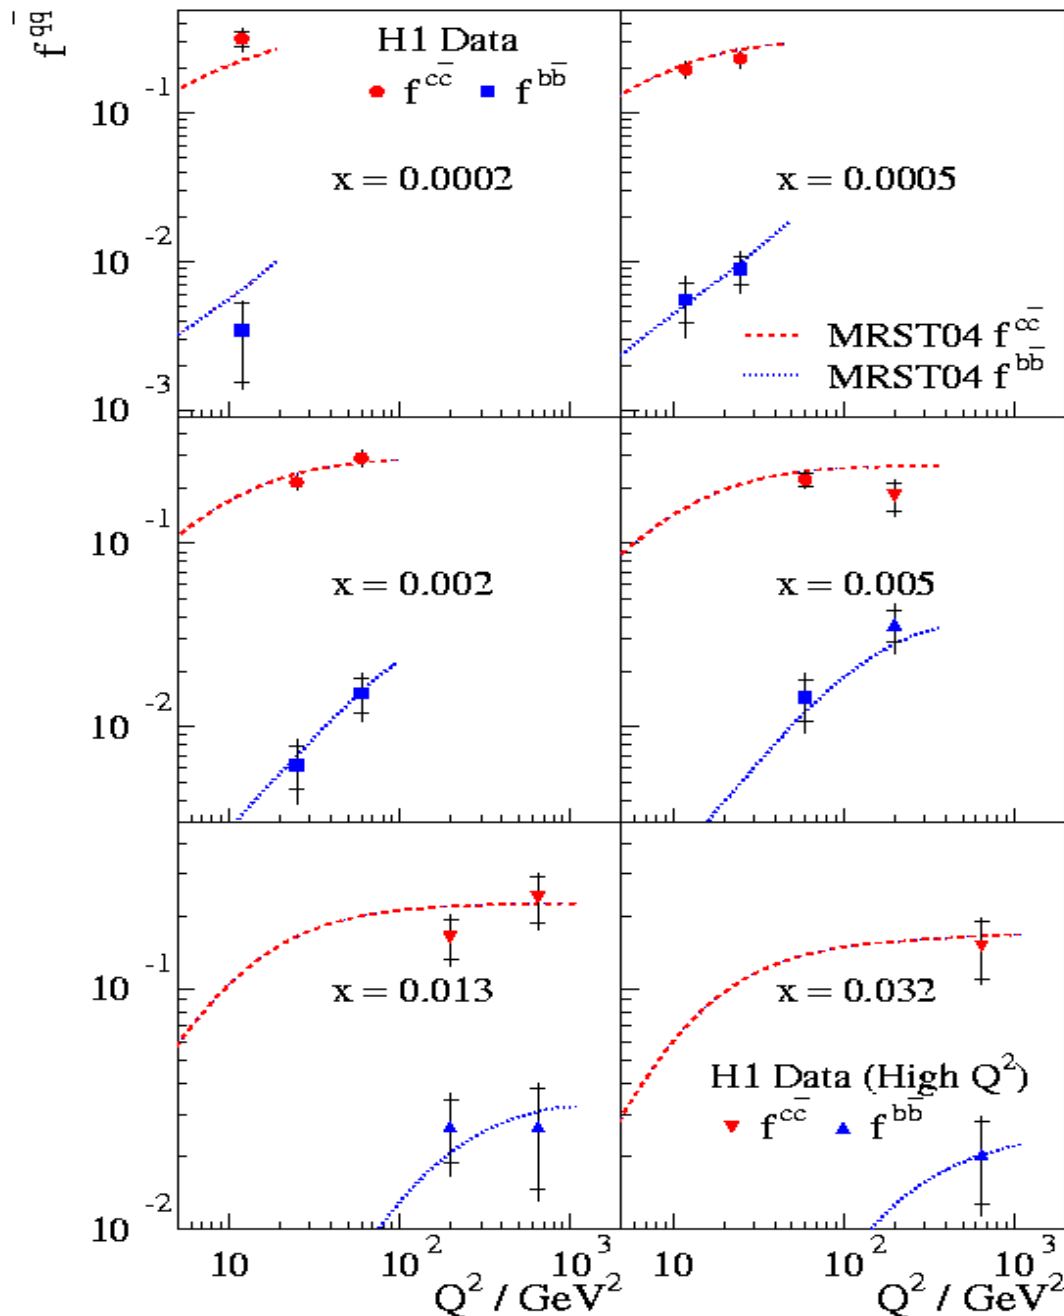 f^{qq̄}
H1 Data
f^{cc̄} f^{bb̄}
10^{-1}
x = 0.0002 x = 0.0005
10^{-2}
MRST04 f^{cc̄}
MRST04 f^{bb̄}
10^{-3}
10^{-1}
x = 0.002 x = 0.005
10^{-2}
10^{-1}
x = 0.013 x = 0.032
H1 Data (High Q^2)
f^{cc̄} f^{bb̄}
10^{-2}
10 10^2 10^3 10 10^2 10^3
Q^2 / GeV^2 Q^2 / GeV^2